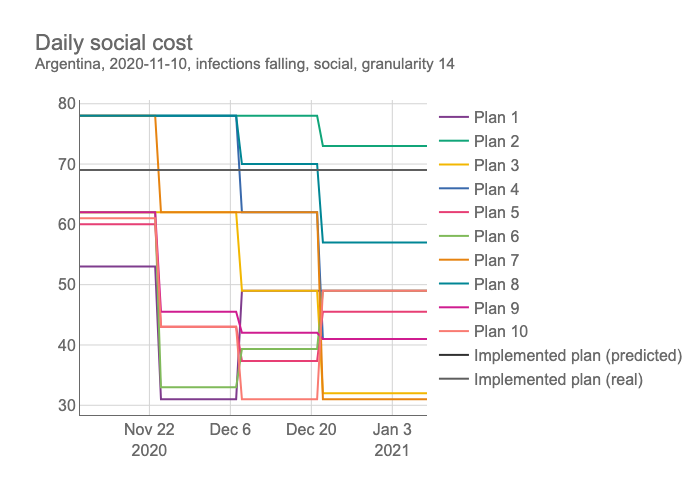 Daily social cost
Argentina, 2020-11-10, infections falling, social, granularity 14
80
70
60
50
40
30
Nov 22
2020
Dec 6
Dec 20
Jan 3
2021
Plan 1
Plan 2
Plan 3
Plan 4
Plan 5
Plan 6
Plan 7
Plan 8
Plan 9
Plan 10
Implemented plan (predicted)
Implemented plan (real)